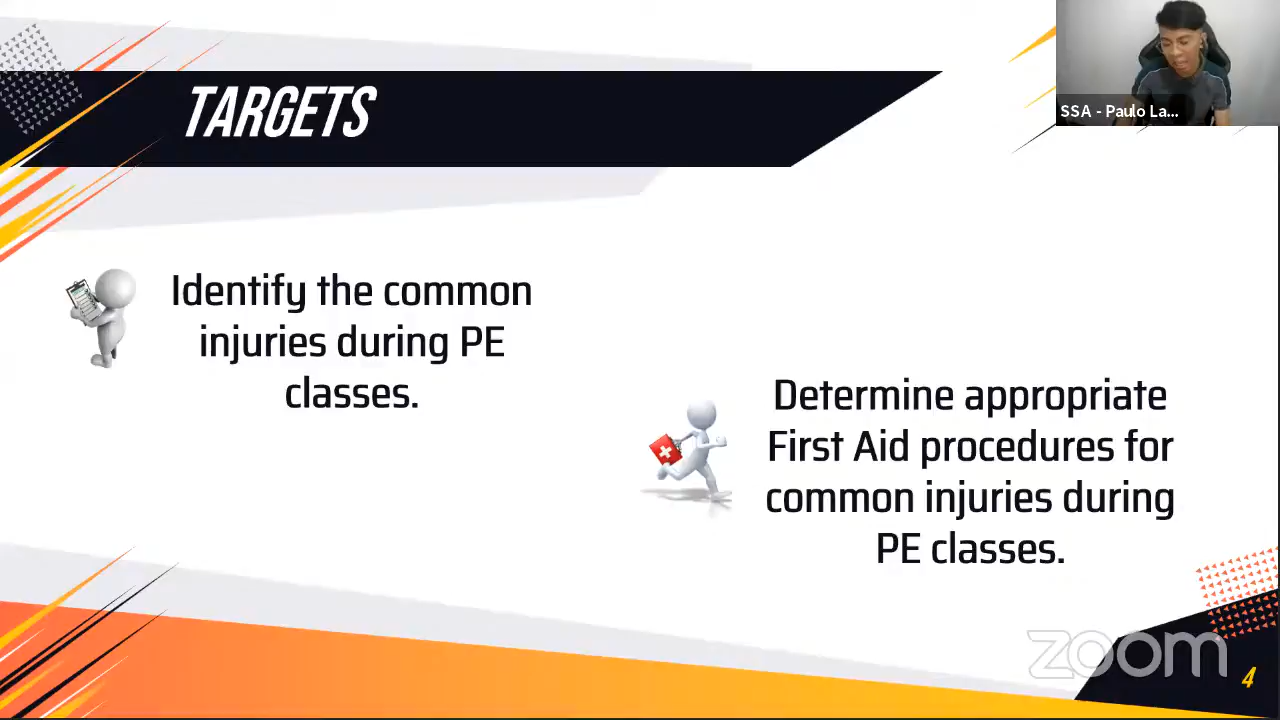 TARGETS
SSA - Paulo La...
Identify the common
injuries during PE
classes.
Determine appropriate
First Aid procedures for
common injuries during
PE classes.
zoom
4